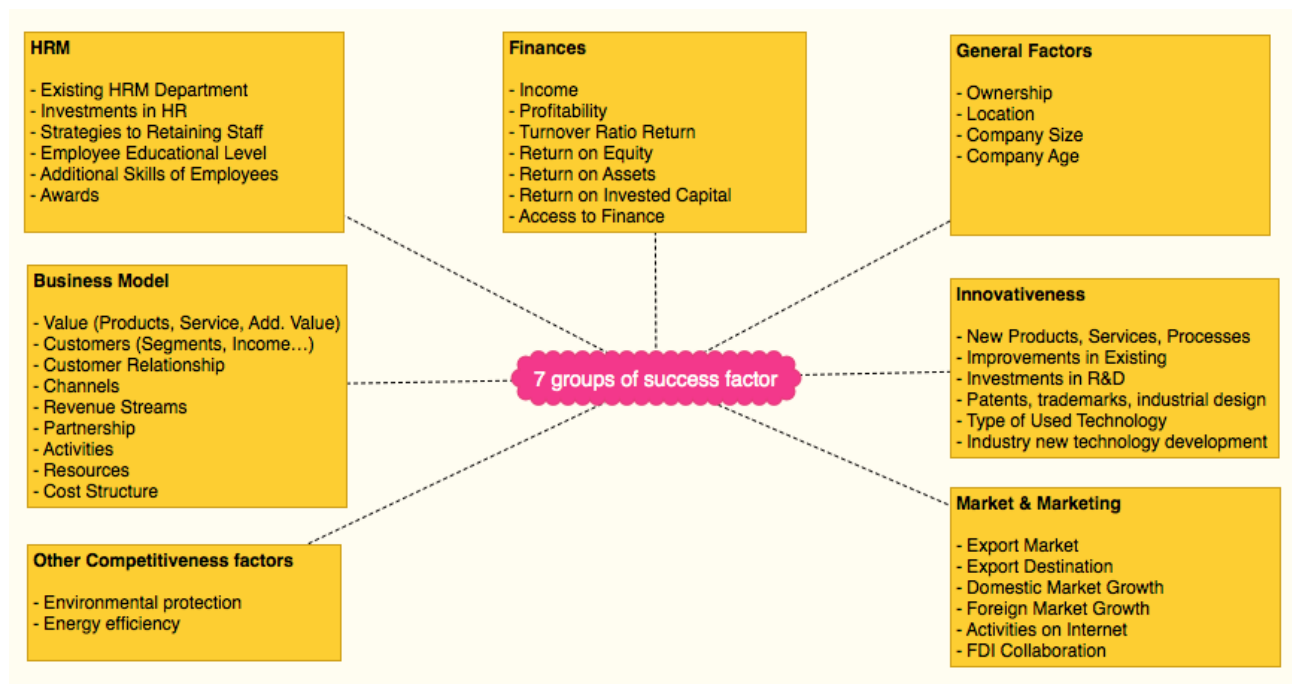 HRM
- Existing HRM Department
- Investments in HR
- Strategies to Retaining Staff
- Employee Educational Level
- Additional Skills of Employees
- Awards
Finances
- Income
- Profitability
- Turnover Ratio Return
- Return on Equity
- Return on Assets
- Return on Invested Capital
- Access to Finance
General Factors
- Ownership
- Location
- Company Size
- Company Age
Business Model
- Value (Products, Service, Add. Value)
- Customers (Segments, Income...)
- Customer Relationship
- Channels
- Revenue Streams
- Partnership
- Activities
- Resources
- Cost Structure
7 groups of success factor
Innovativeness
- New Products, Services, Processes
- Improvements in Existing
- Investments in R&D
- Patents, trademarks, industrial design
- Type of Used Technology
- Industry new technology development
Other Competitiveness factors
- Environmental protection
- Energy efficiency
Market & Marketing
- Export Market
- Export Destination
- Domestic Market Growth
- Foreign Market Growth
- Activities on Internet
- FDI Collaboration